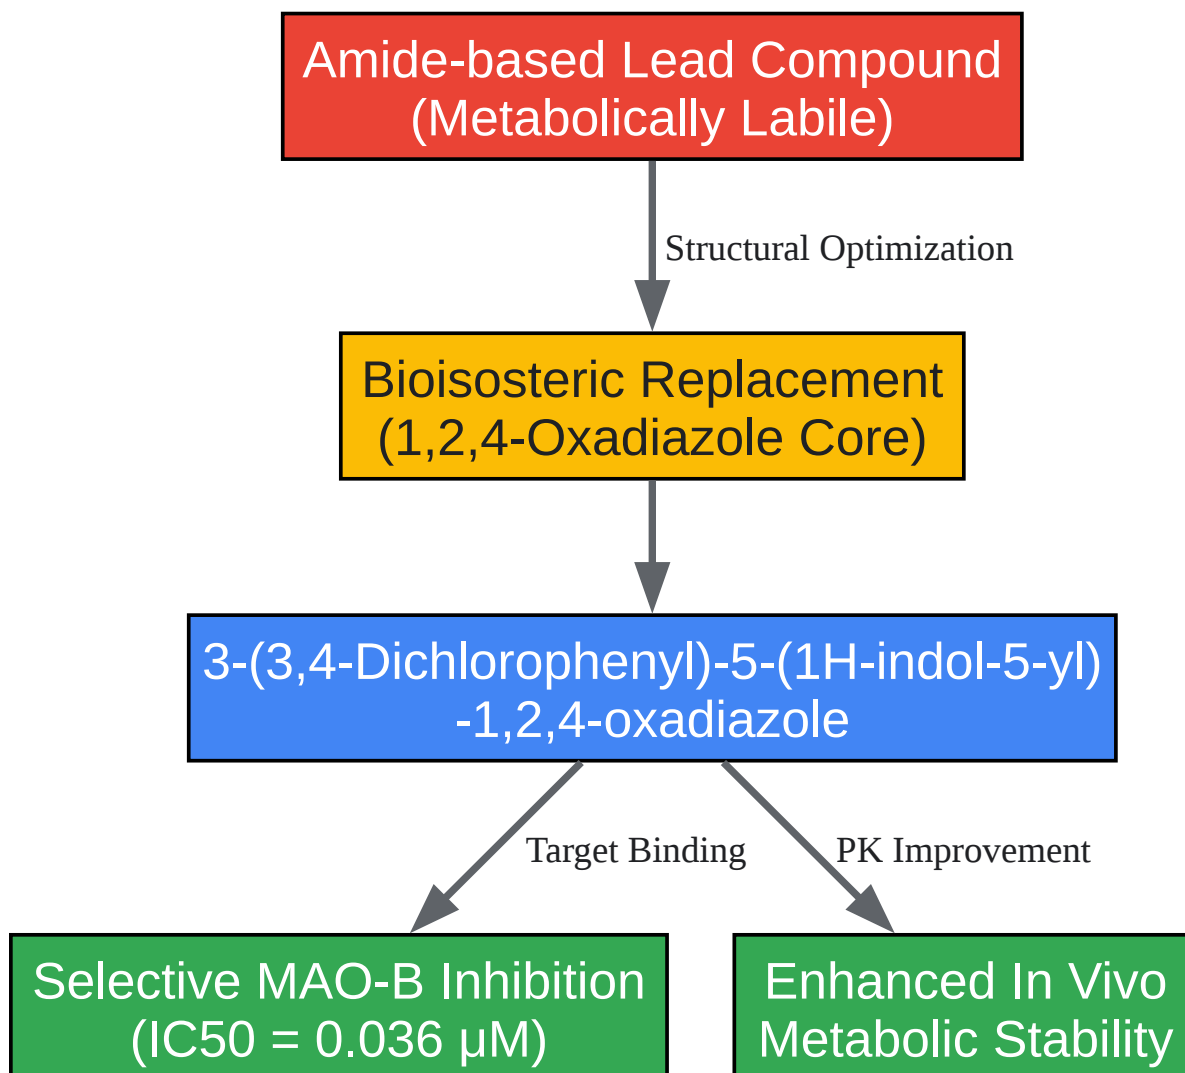 Amide-based Lead Compound
(Metabolically Labile)
Structural Optimization
Bioisosteric Replacement
(1,2,4-Oxadiazole Core)
3-(3,4-Dichlorophenyl)-5-(1H-indol-5-yl)
-1,2,4-oxadiazole
Target Binding
PK Improvement
Selective MAO-B Inhibition
(IC50 = 0.036 μM)
Enhanced In Vivo
Metabolic Stability